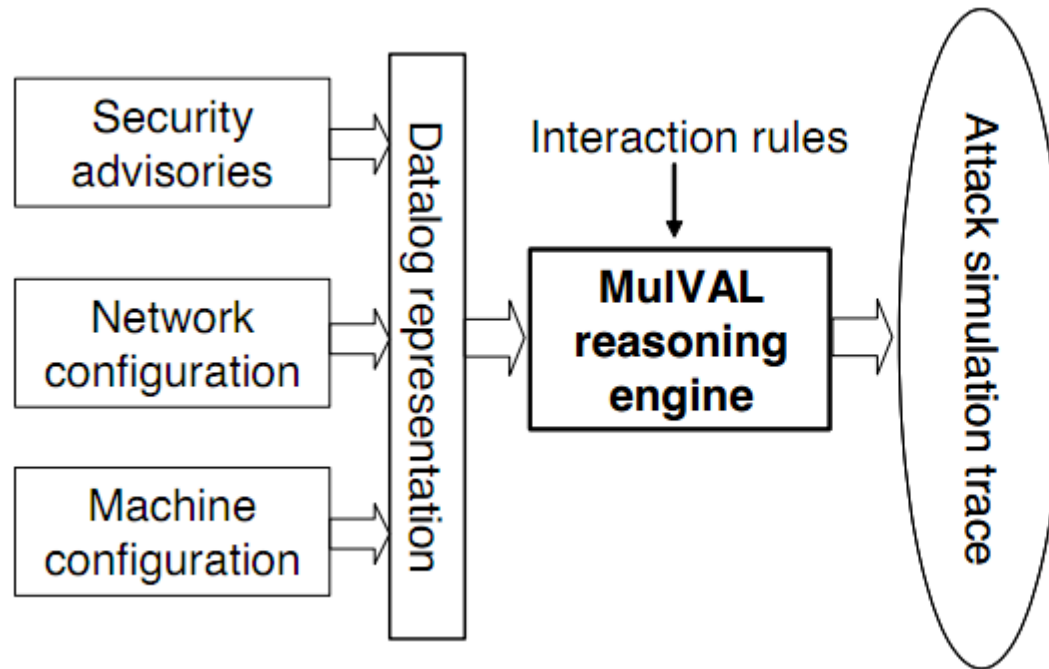 Security
advisories
Network
configuration
Machine
configuration
Datalog representation
Interaction rules
MulVAL
reasoning
engine
Attack simulation trace